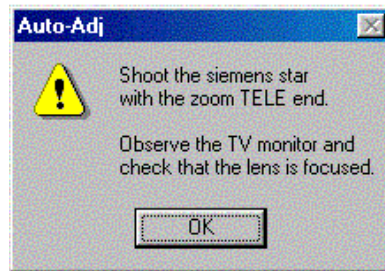 Auto-Adj
Shoot the siemens star
with the zoom TELE end.
Observe the TV monitor and
check that the lens is focused.
OK